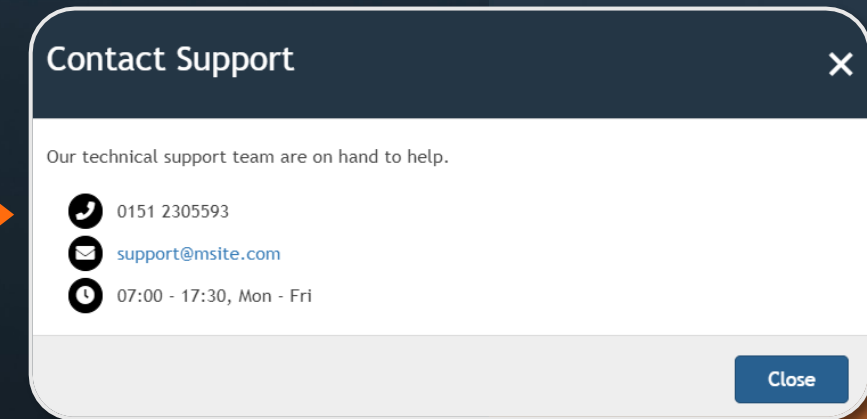 Contact Support
Our technical support team are on hand to help.
0151 2305593
support@msite.com
07:00 - 17:30, Mon - Fri
Close